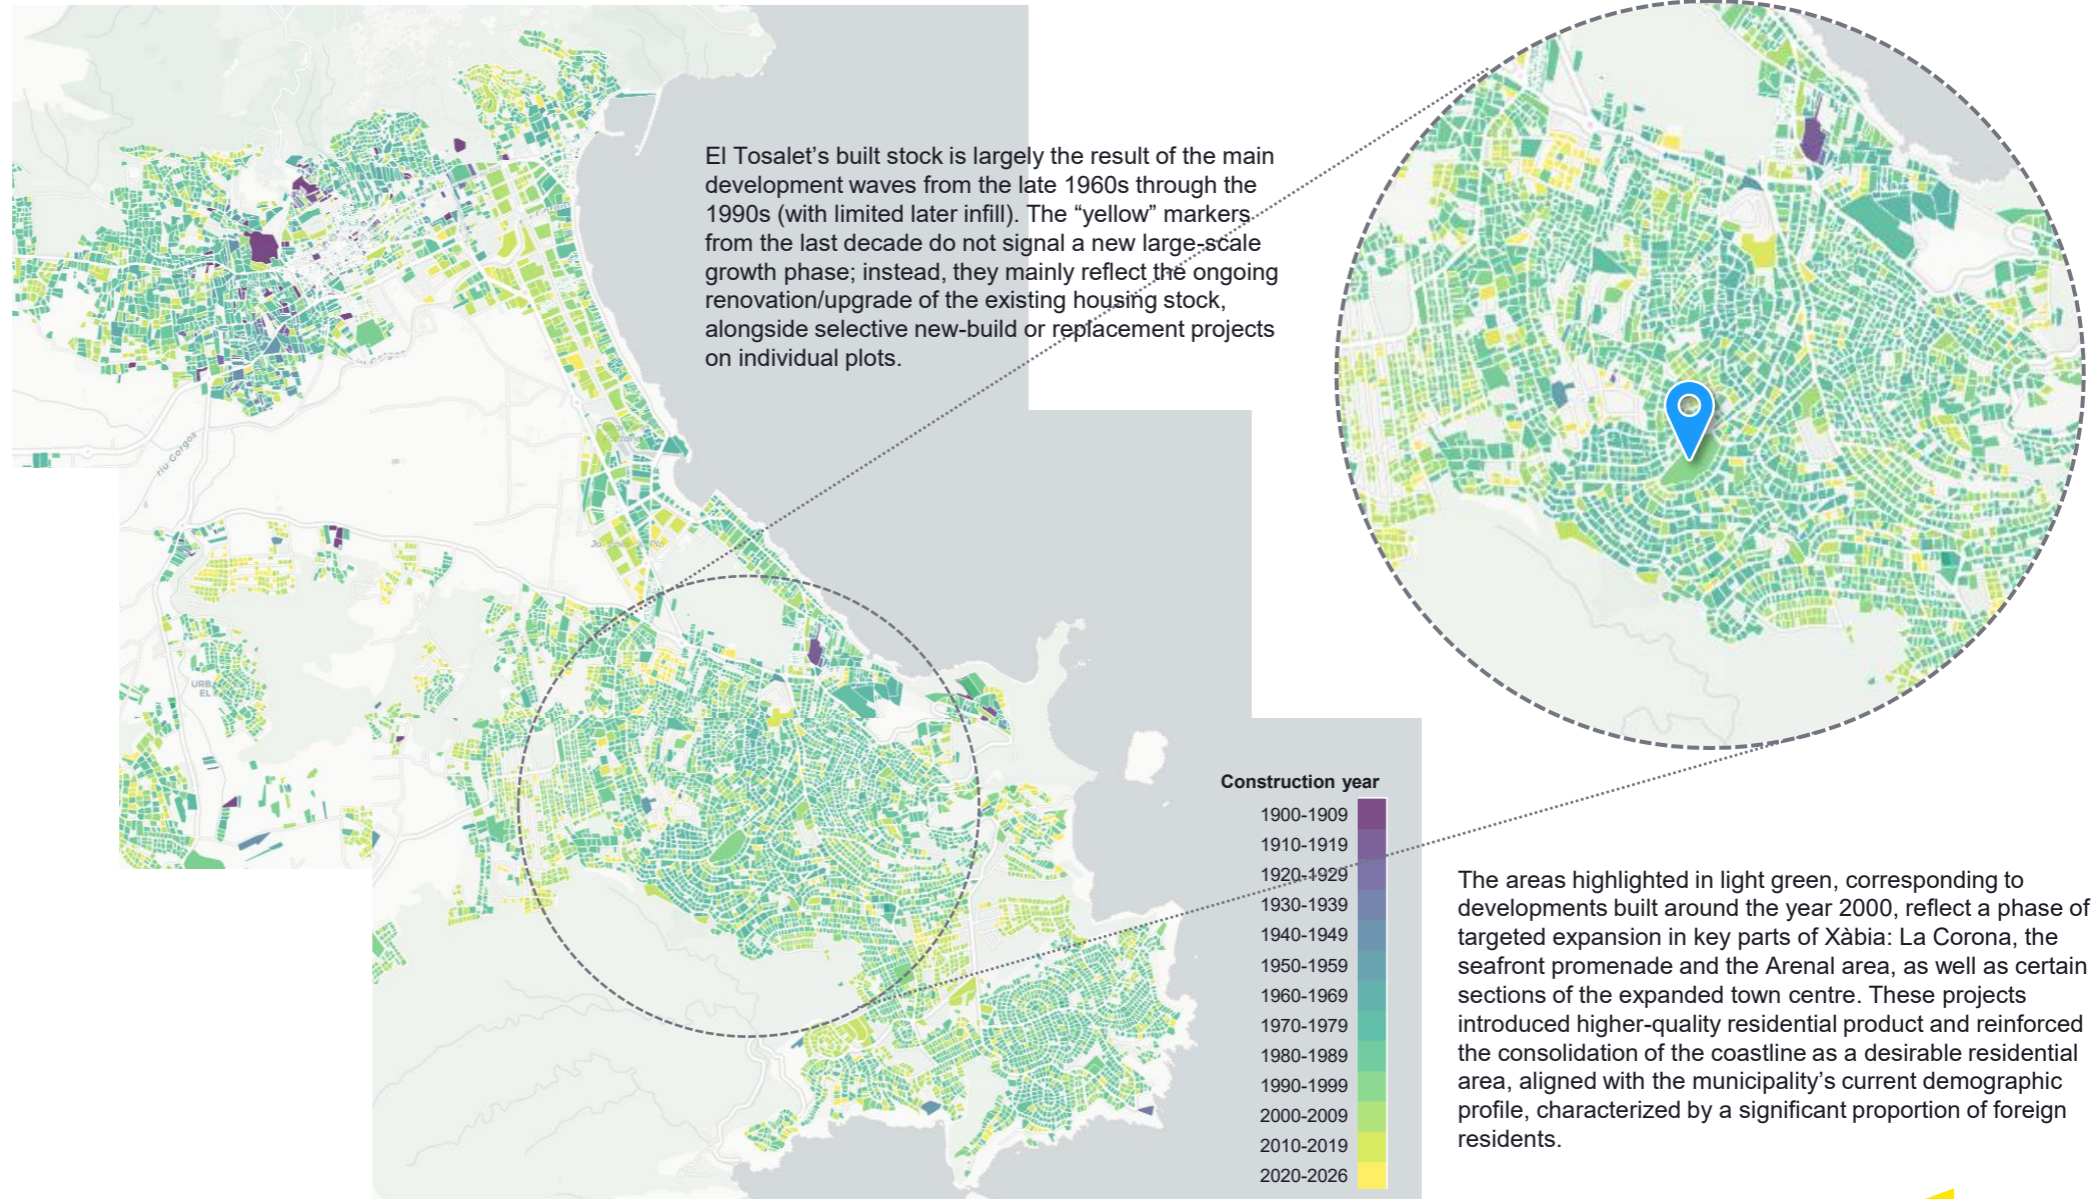 El Tosalet’s built stock is largely the result of the main
development waves from the late 1960s through the
1990s (with limited later infill). The “yellow” markers
from the last decade do not signal a new large-scale
growth phase; instead, they mainly reflect the ongoing
renovation/upgrade of the existing housing stock,
alongside selective new-build or replacement projects
on individual plots.
riu Gorgos
URB
EL
Construction year
1900-1909
1910-1919
1920-1929
1930-1939
1940-1949
1950-1959
1960-1969
1970-1979
1980-1989
1990-1999
2000-2009
2010-2019
2020-2026
The areas highlighted in light green, corresponding to
developments built around the year 2000, reflect a phase of
targeted expansion in key parts of Xàbia: La Corona, the
seafront promenade and the Arenal area, as well as certain
sections of the expanded town centre. These projects
introduced higher-quality residential product and reinforced
the consolidation of the coastline as a desirable residential
area, aligned with the municipality’s current demographic
profile, characterized by a significant proportion of foreign
residents.